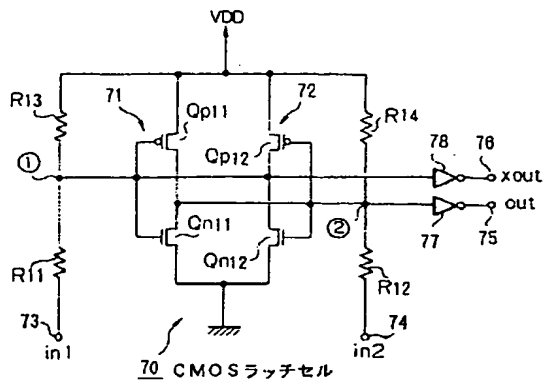 VDD
R13
71
Qp11
72
Qp12
R14
78
76
①
xout
out
Qn11
Qn12
②
77
75
R11
R12
73
in1
74
in2
70 CMOSラッチセル